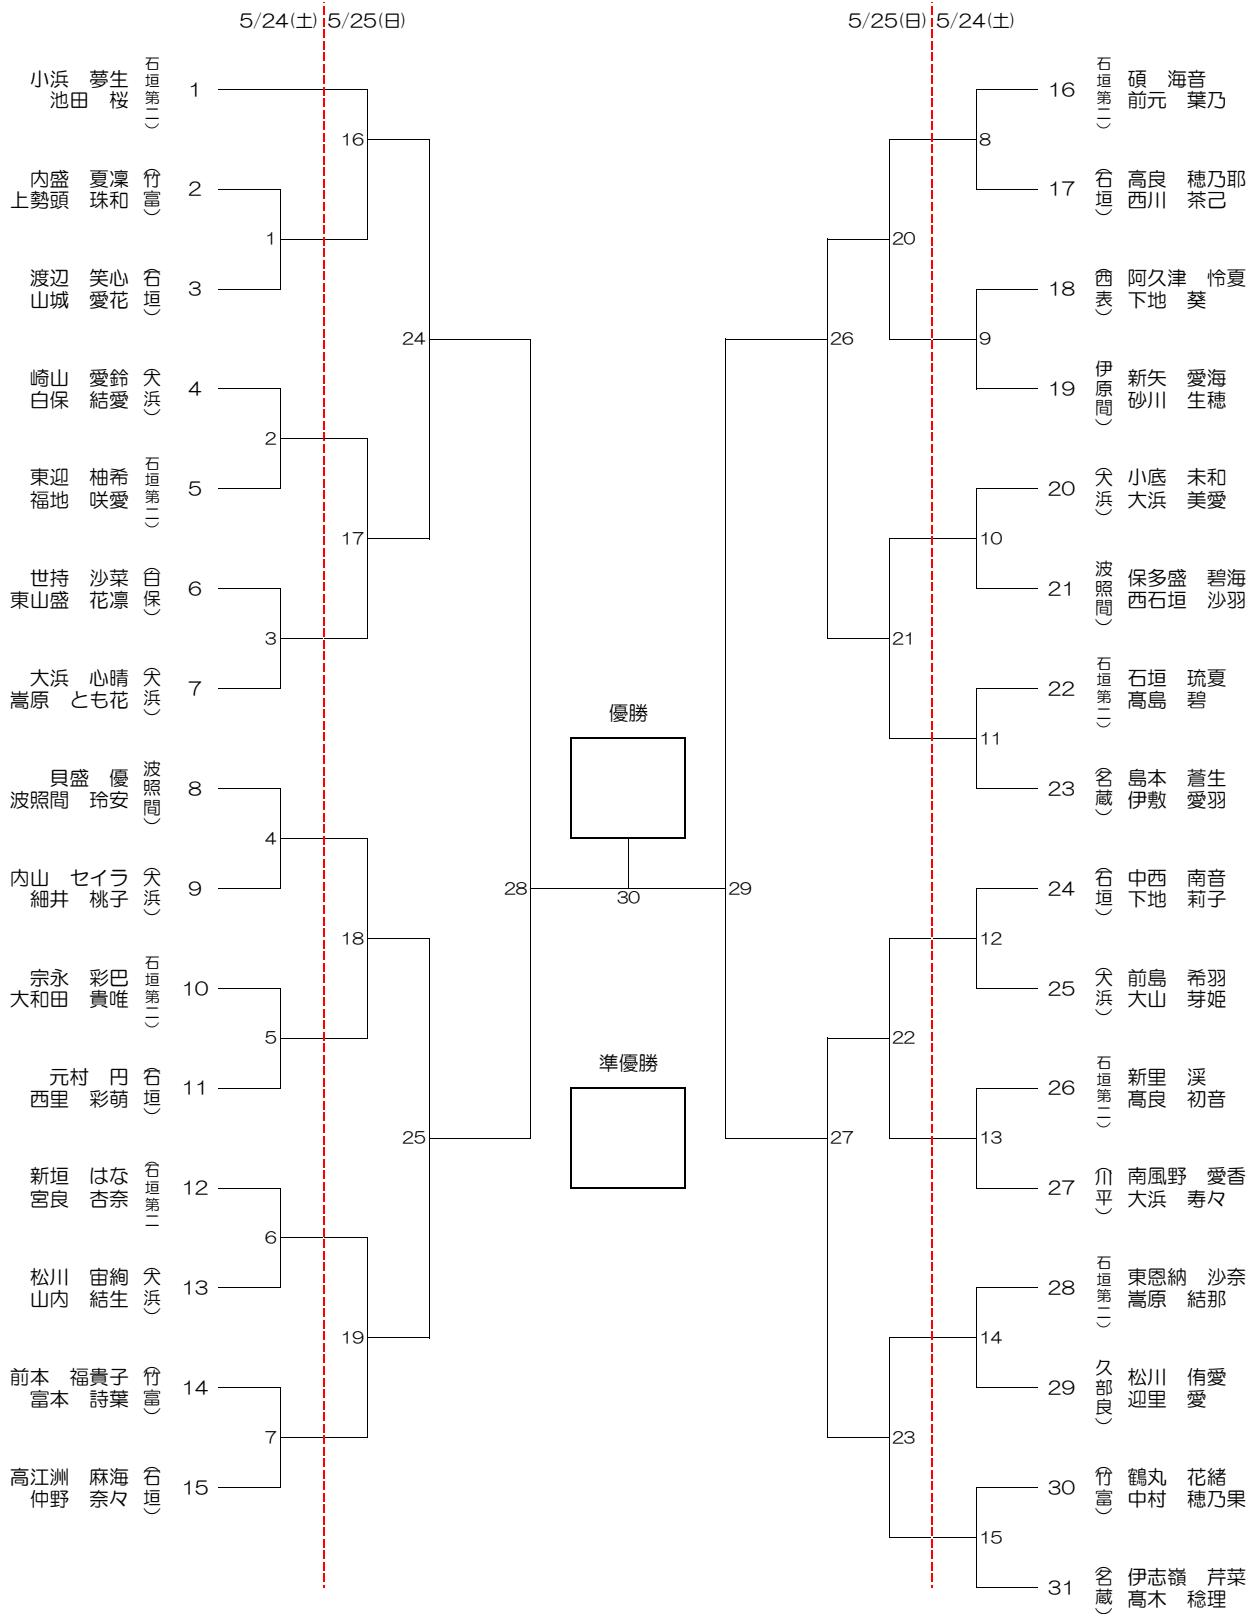 5/24(土) 5/25(日)
小浜　夢生
池田　桜
石垣第二)
1
内盛　夏凜
上勢頭　珠和
(竹富)
2
渡辺　笑心
山城　愛花
(石垣)
3
崎山　愛鈴
白保　結愛
(大浜)
4
東迎　柚希
福地　咲愛
石垣第二)
5
世持　沙菜
東山盛　花凛
(白保)
6
大浜　心晴
嵩原　とも花
(大浜)
7
貝盛　優
波照間　玲安
波照間)
8
内山　セイラ
細井　桃子
(大浜)
9
宗永　彩巴
大和田　貴唯
石垣第二)
10
元村　円
西里　彩萌
(石垣)
11
新垣　はな
宮良　杏奈
(石垣第二
12
松川　宙絢
山内　結生
(大浜)
13
前本　福貴子
富本　詩葉
(竹富)
14
高江洲　麻海
仲野　奈々
(石垣)
15
1
2
3
4
5
6
7
16
17
18
19
24
25
28
優勝
30
準優勝
29
26
27
20
21
22
23
8
9
10
11
12
13
14
15
5/25(日) 5/24(土)
16
石垣第二)
碩　海音
前元　葉乃
17
(石垣)
高良　穂乃耶
西川　茶己
18
(西表)
阿久津　怜夏
下地　葵
19
伊原間)
新矢　愛海
砂川　生穂
20
(大浜)
小底　未和
大浜　美愛
21
波照間)
保多盛　碧海
西石垣　沙羽
22
石垣第二)
石垣　琉夏
髙島　碧
23
(名蔵)
島本　蒼生
伊敷　愛羽
24
(石垣)
中西　南音
下地　莉子
25
(大浜)
前島　希羽
大山　芽姫
26
石垣第二)
新里　渓
髙良　初音
27
(川平)
南風野　愛香
大浜　寿々
28
石垣第二)
東恩納　沙奈
嵩原　結那
29
久部良)
松川　侑愛
迎里　愛
30
(竹富)
鶴丸　花緒
中村　穂乃果
31
(名蔵)
伊志嶺　芹菜
髙木　稔理